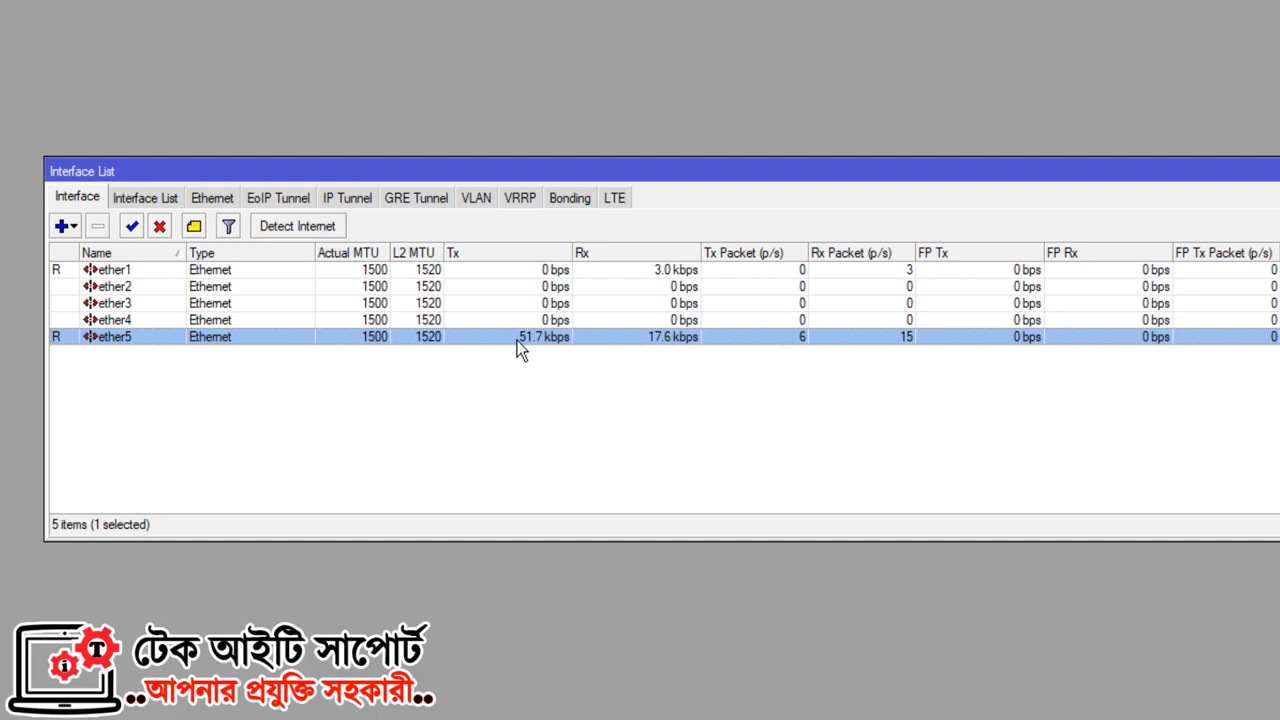 Interface List
Interface Interface List Ethernet EoIP Tunnel IP Tunnel GRE Tunnel VLAN VRRP Bonding LTE
Detect Internet
Name Type Actual MTU L2 MTU Tx Rx Tx Packet (p/s) Rx Packet (p/s) FP Tx FP Rx FP Tx Packet (p/s)
R ether1 Ethernet 1500 1520 0 bps 3.0 kbps 0 3 0 bps 0 bps 0
ether2 Ethernet 1500 1520 0 bps 0 bps 0 0 0 bps 0 bps 0
ether3 Ethernet 1500 1520 0 bps 0 bps 0 0 0 bps 0 bps 0
ether4 Ethernet 1500 1520 0 bps 0 bps 0 0 0 bps 0 bps 0
R ether5 Ethernet 1500 1520 51.7 kbps 17.6 kbps 6 15 0 bps 0 bps 0
5 items (1 selected)
টেক আইটি সাপোর্ট
..আপনার প্রযুক্তি সহকারী..
i T